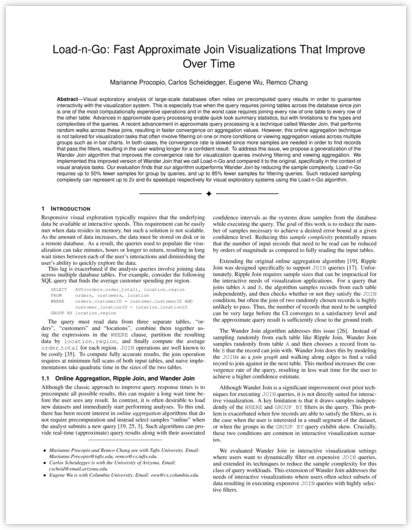 Load-n-Go: Fast Approximate Join Visualizations That Improve
Over Time
Marianne Procopio, Carlos Scheidegger, Eugene Wu, Remco Chang
Abstract—Visual exploratory analysis of large-scale databases often relies on precomputed query results in order to guarantee
interactivity with the visualization system. This is especially true when the query requires joining tables across the database since join
is one of the most computationally expensive operations and in the worst case requires joining every row of one table to every row of
the other table. Advances in approximate query processing enable quick look summary statistics, but with limitations to the types and
complexities of the queries. A recent advancement in approximate query processing is a technique called Wander Join, that performs
random walks across joins, resulting in faster convergence on aggregation values. However, this online aggregation technique
is not tailored for visualization tasks that often involve filtering on one or more conditions or viewing aggregation values across multiple
groups such as in bar charts. In both cases, the convergence rate is slowed since more samples are needed in order to find records
that pass the filters, resulting in the user waiting longer for a confident result. To address this issue, we propose a generalization of the
Wander Join algorithm that improves the convergence rate for visualization queries involving filtering and viewing aggregation. We
implemented this improved version of Wander Join that we call Load-n-Go and compared it to the original, specifically in the context of
visual analysis tasks. Our evaluation finds that our algorithm outperforms Wander Join by reducing the sample complexity. Load-n-Go
requires up to 50% fewer samples for group by queries, and up to 85% fewer samples for filtering queries. Such reduced sampling
complexity can represent up to 2x and 6x speedups respectively for visual exploratory systems using the Load-n-Go algorithm.
1 INTRODUCTION
Responsive visual exploration typically requires that the underlying
data be available at interactive speeds. This requirement can be easily
met when data resides in memory, but such a solution is not scalable.
As the amount of data increases, the data must be stored on disk or in
a remote database. As a result, the queries used to populate the visual-
ization can take minutes, hours or longer to return, resulting in long
wait times between each of the user's interactions and diminishing the
user's ability to quickly explore the data.
This lag is exacerbated if the analysis queries involve joining data
across multiple database tables. For example, consider the following
SQL query that finds the average customer spending per region.
SELECT AVG(orders.order_total), location.region
FROM orders, customers, location
WHERE orders.customerID = customer.customerID AND
customer.locationID = location.locationID
GROUP BY location.region
The query must read data from three separate tables, "or-
ders", "customers" and "locations", combine them together us-
ing the expressions in the WHERE clause, partition the resulting
data by location.region, and finally compute the average
order_total for each region. JOIN operations are well known to
be costly [35]. To compute fully accurate results, the join operation
requires at minimum full scans of both input tables, and naive imple-
mentations take quadratic time in the sizes of the two tables.
1.1 Online Aggregation, Ripple Join, and Wander Join
Although the classic approach to improve query response times is to
precompute all possible results, this can require a long wait time be-
fore the user sees any result. In contrast, it is often desirable to load
new datasets and immediately start performing analyses. To this end,
there has been recent interest in online aggregation algorithms that do
not require precomputation and instead select samples "online" when
the analyst submits a new query [19, 25, 3]. Such algorithms can pro-
vide real-time (approximate) query results along with their associated
• Marianne Procopio and Remco Chang are with Tufts University. Email:
Marianne.Procopio@tufts.edu, remco@cs.tufts.edu.
• Carlos Scheidegger is with the University of Arizona. Email:
cscheid@email.arizona.edu.
• Eugene Wu is with Columbia University. Email: ewu@cs.columbia.edu.
confidence intervals as the system draws samples from the database
while executing the query. The goal of this work is to reduce the num-
ber of samples necessary to achieve a desired error bound at a given
confidence level. Reducing this sample complexity potentially means
that the number of input records that need to be read can be reduced
by orders of magnitude as compared to fully reading the input tables.
Extending the original online aggregation algorithm [19], Ripple
Join was designed specifically to support JOIN queries [17]. Unfor-
tunately, Ripple Join requires sample sizes that can be impractical for
the interactive needs of visualization applications. For a query that
joins tables A and B, the algorithm samples records from each table
independently, and then checks whether or not they satisfy the JOIN
condition, but often the join of two randomly chosen records is highly
unlikely to pass. Thus, the number of records that need to be sampled
can be very large before the CI converges to a satisfactory level and
the approximate query result is sufficiently close to the ground truth.
The Wander Join algorithm addresses this issue [26]. Instead of
sampling randomly from each table like Ripple Join, Wander Join
samples randomly from table A and then chooses a record from ta-
ble B that the record can join with. Wander join does this by modeling
the JOINs as a join graph and walking along edges to find a valid
record to join against in the next table. This method increases the con-
vergence rate of the query, resulting in less wait time for the user to
achieve a higher confidence estimate.
Although Wander Join is a significant improvement over prior tech-
niques for executing JOIN queries, it is not directly suited for interac-
tive visualization. A key limitation is that it draws samples indepen-
dently of the WHERE and GROUP BY filters in the query. This prob-
lem is exacerbated when few records are able to satisfy the filters, as is
the case when the user is interested in a small segment of the dataset,
or when the groups in the GROUP BY query exhibit skew. Crucially,
these two conditions are common in interactive visualization scenar-
ios.
We evaluated Wander Join in interactive visualization settings
where users want to dynamically filter on expensive JOIN queries,
and extended its techniques to reduce the sample complexity for this
class of query workloads. This extension of Wander Join addresses the
needs of interactive visualizations where users often select subsets of
data resulting in executing expensive JOIN queries with highly selec-
tive filters.